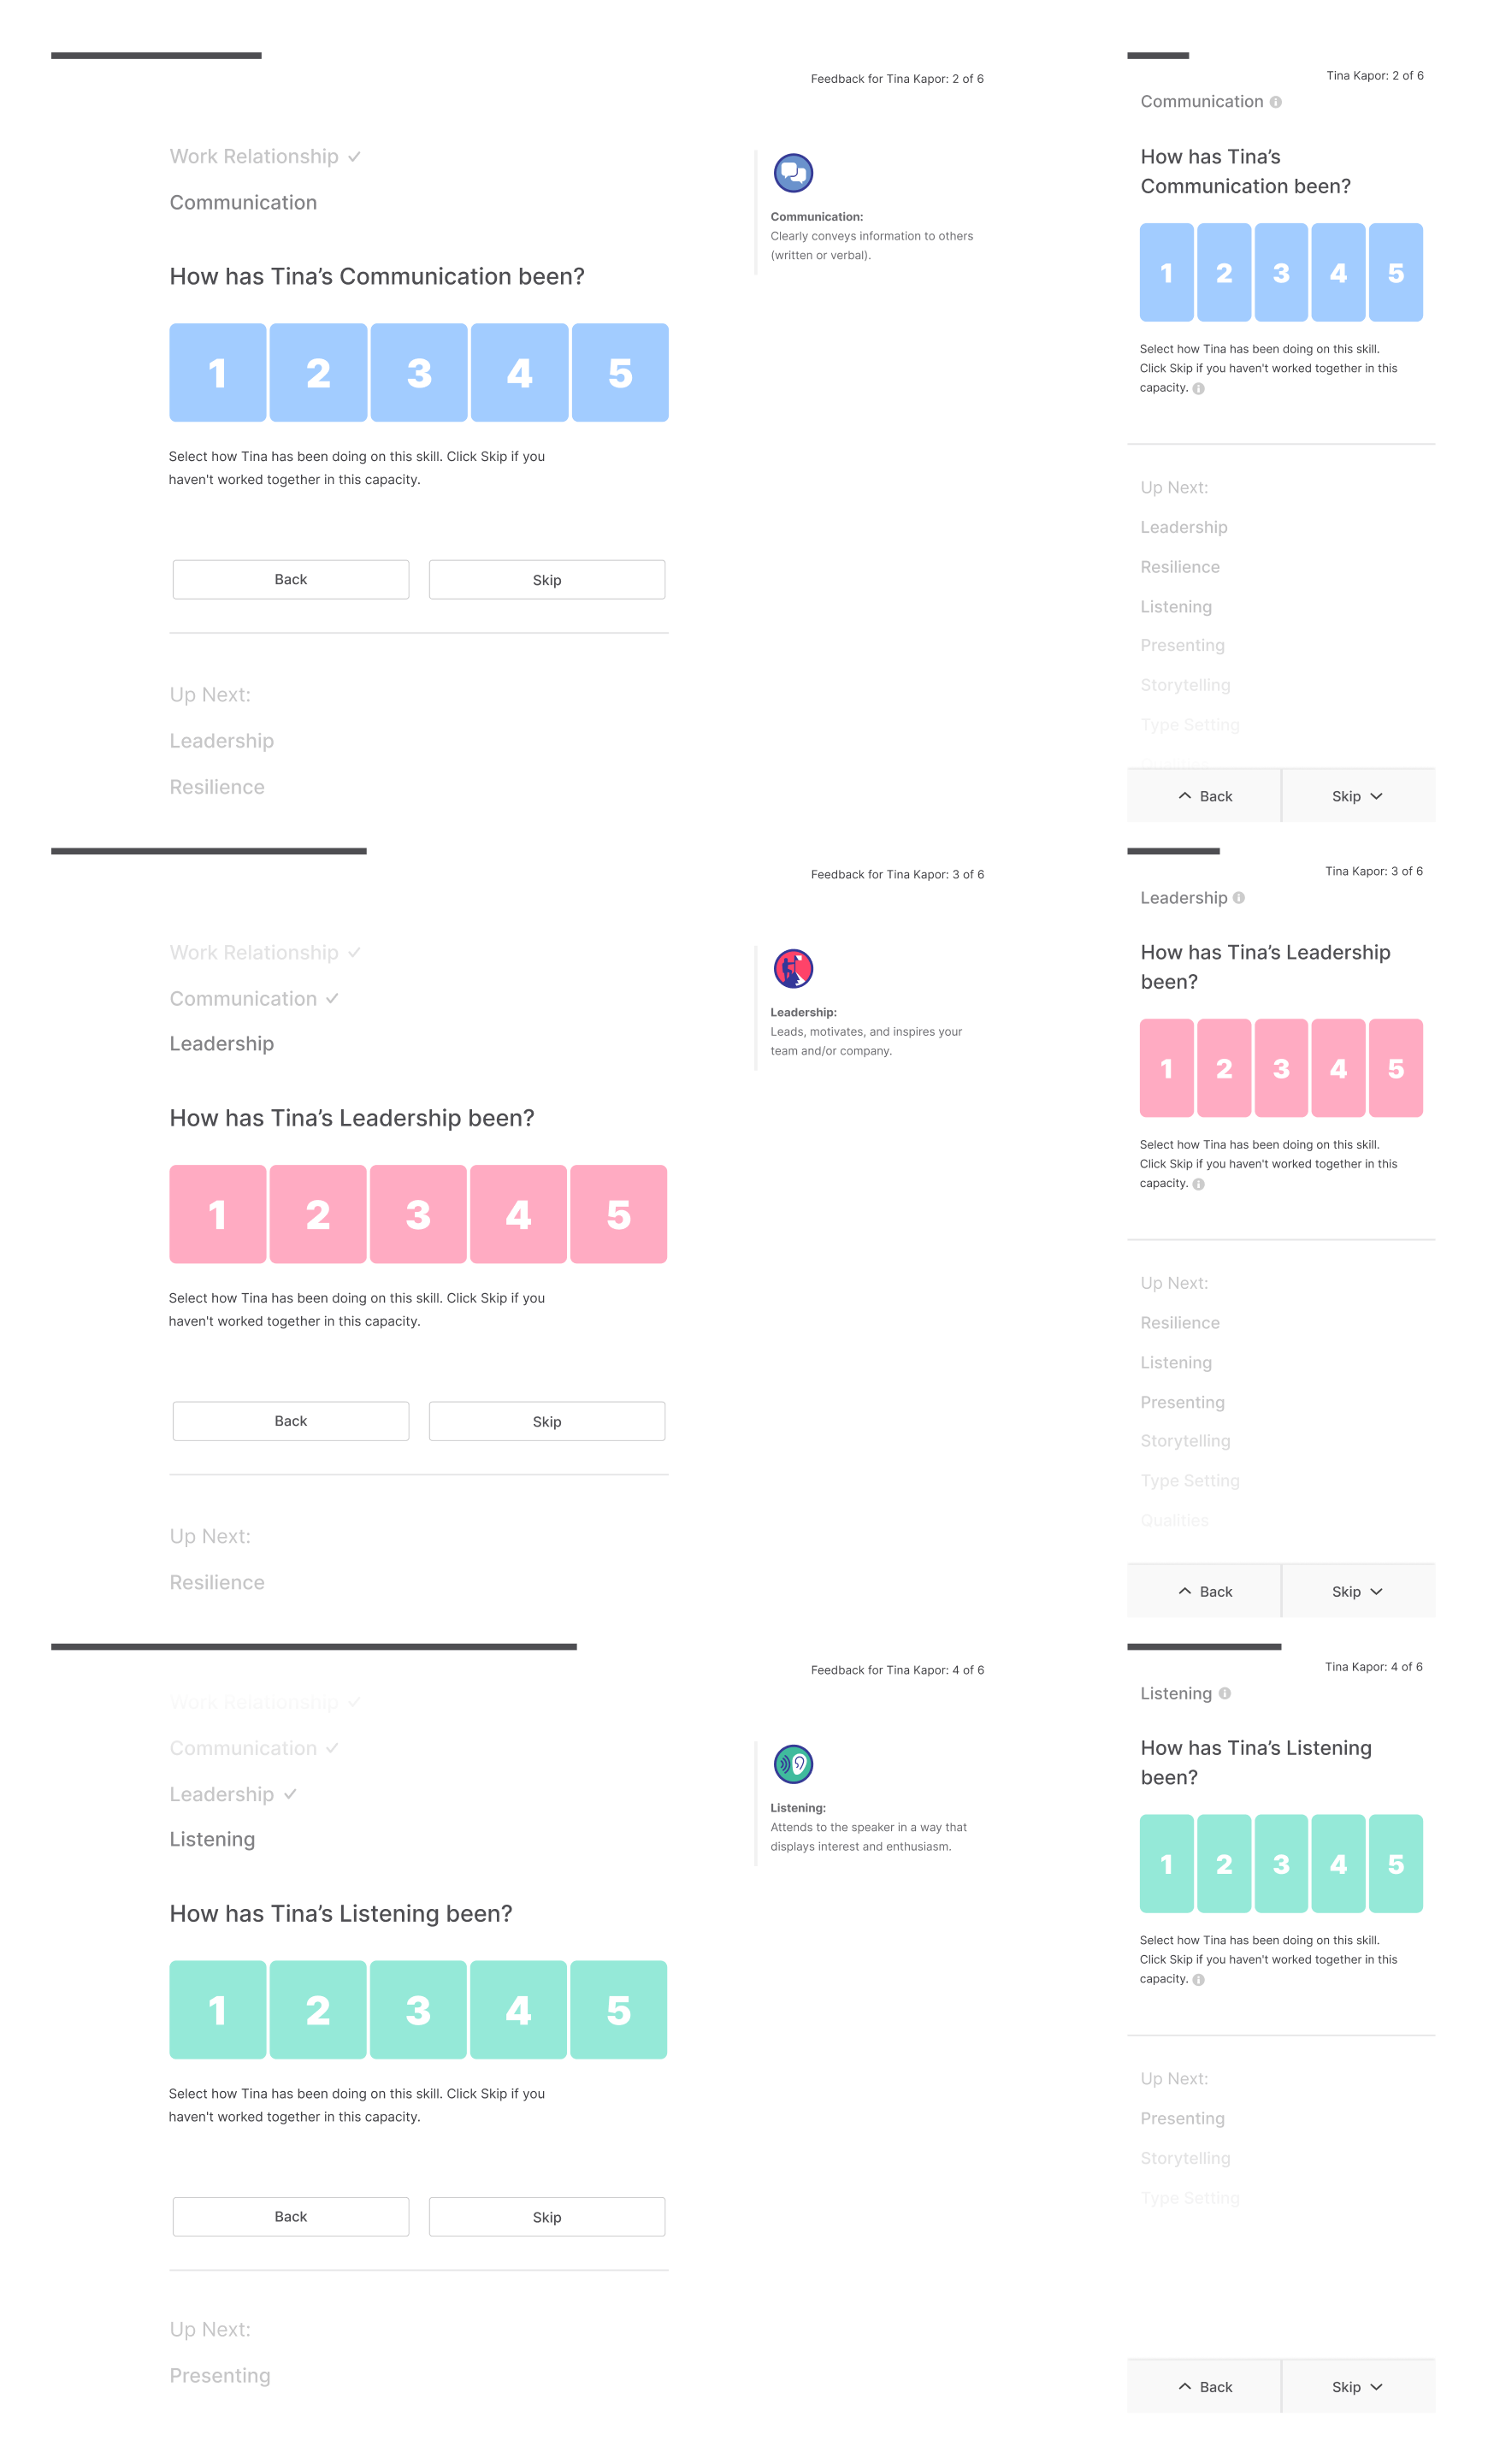 Feedback for Tina Kapor: 2 of 6
Work Relationship
Communication
How has Tina’s Communication been?
1 2 3 4 5
Select how Tina has been doing on this skill. Click Skip if you
haven't worked together in this capacity.
Back
Skip
Up Next:
Leadership
Resilience
Communication:
Clearly conveys information to others
(written or verbal).
Tina Kapor: 2 of 6
Communication
How has Tina’s
Communication been?
1 2 3 4 5
Select how Tina has been doing on this skill.
Click Skip if you haven't worked together in this
capacity.
Up Next:
Leadership
Resilience
Listening
Presenting
Storytelling
Type Setting
Back
Skip
Feedback for Tina Kapor: 3 of 6
Work Relationship
Communication
Leadership
How has Tina’s Leadership been?
1 2 3 4 5
Select how Tina has been doing on this skill. Click Skip if you
haven't worked together in this capacity.
Back
Skip
Up Next:
Resilience
Leadership:
Leads, motivates, and inspires your
team and/or company.
Tina Kapor: 3 of 6
Leadership
How has Tina’s Leadership
been?
1 2 3 4 5
Select how Tina has been doing on this skill.
Click Skip if you haven't worked together in this
capacity.
Up Next:
Resilience
Listening
Presenting
Storytelling
Type Setting
Qualities
Back
Skip
Feedback for Tina Kapor: 4 of 6
Work Relationship
Communication
Leadership
Listening
How has Tina’s Listening been?
1 2 3 4 5
Select how Tina has been doing on this skill. Click Skip if you
haven't worked together in this capacity.
Back
Skip
Up Next:
Presenting
Listening:
Attends to the speaker in a way that
displays interest and enthusiasm.
Tina Kapor: 4 of 6
Listening
How has Tina’s Listening
been?
1 2 3 4 5
Select how Tina has been doing on this skill.
Click Skip if you haven't worked together in this
capacity.
Up Next:
Presenting
Storytelling
Type Setting
Back
Skip